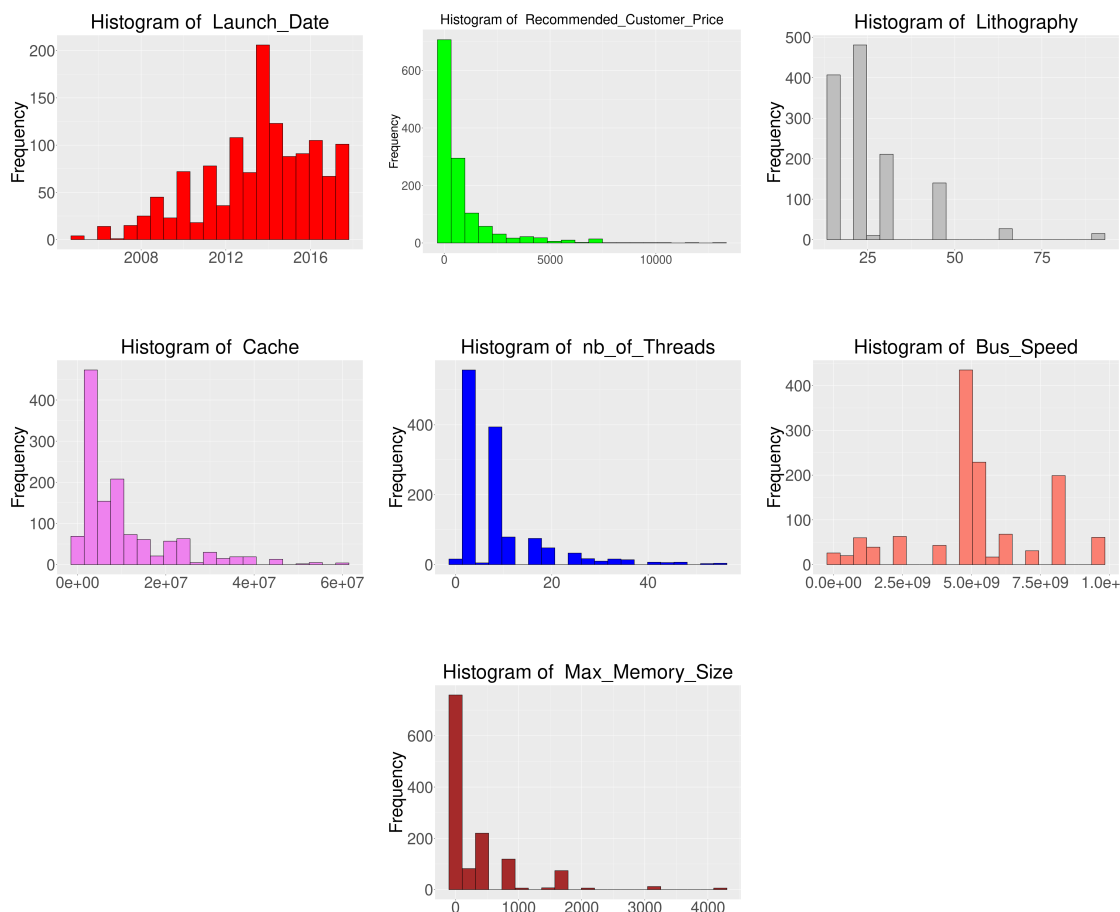 Histogram of Launch_Date
Frequency
200
150
100
50
0
2008 2012 2016
Histogram of Recommended_Customer_Price
Frequency
600
400
200
0
0 5000 10000
Histogram of Lithography
Frequency
500
400
300
200
100
0
25 50 75
Histogram of Cache
Frequency
400
300
200
100
0
0e+00 2e+07 4e+07 6e+07
Histogram of nb_of_Threads
Frequency
400
200
0
0 20 40
Histogram of Bus_Speed
Frequency
400
300
200
100
0
0.0e+00 2.5e+09 5.0e+09 7.5e+09 1.0e+
Histogram of Max_Memory_Size
Frequency
600
400
200
0
0 1000 2000 3000 4000